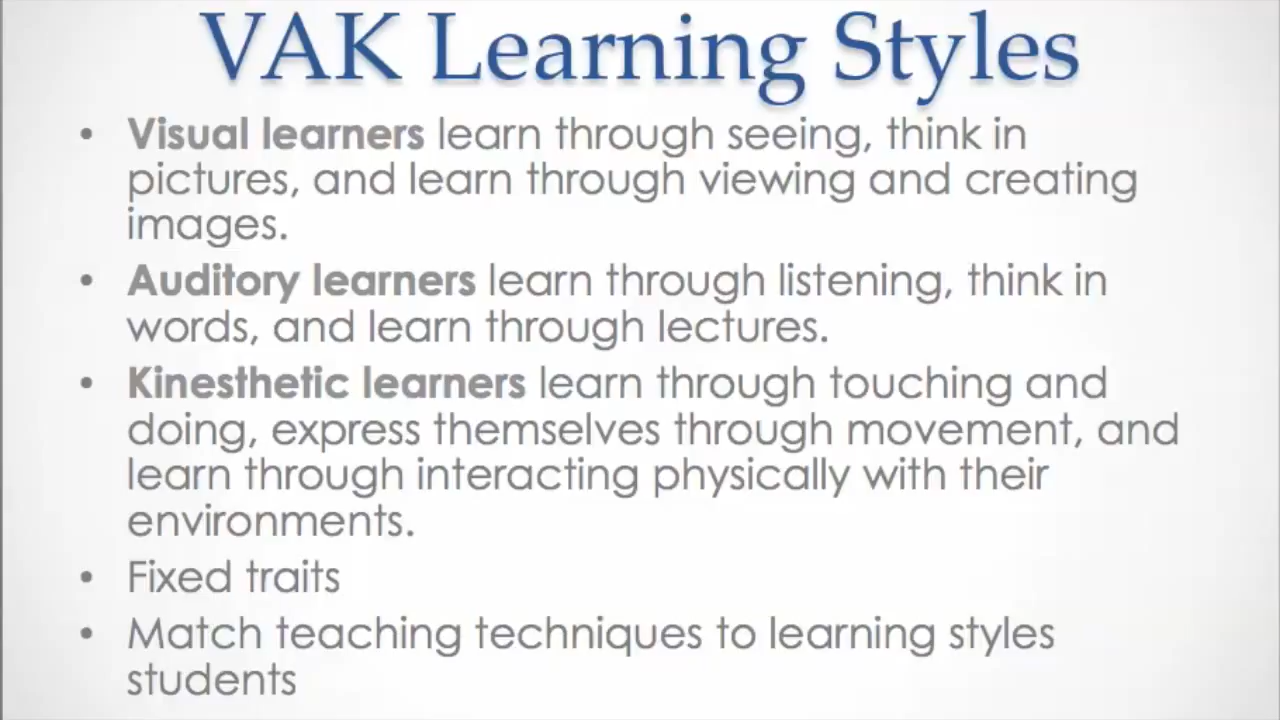 VAK Learning Styles
• Visual learners learn through seeing, think in
pictures, and learn through viewing and creating
images.
• Auditory learners learn through listening, think in
words, and learn through lectures.
• Kinesthetic learners learn through touching and
doing, express themselves through movement, and
learn through interacting physically with their
environments.
• Fixed traits
• Match teaching techniques to learning styles
students